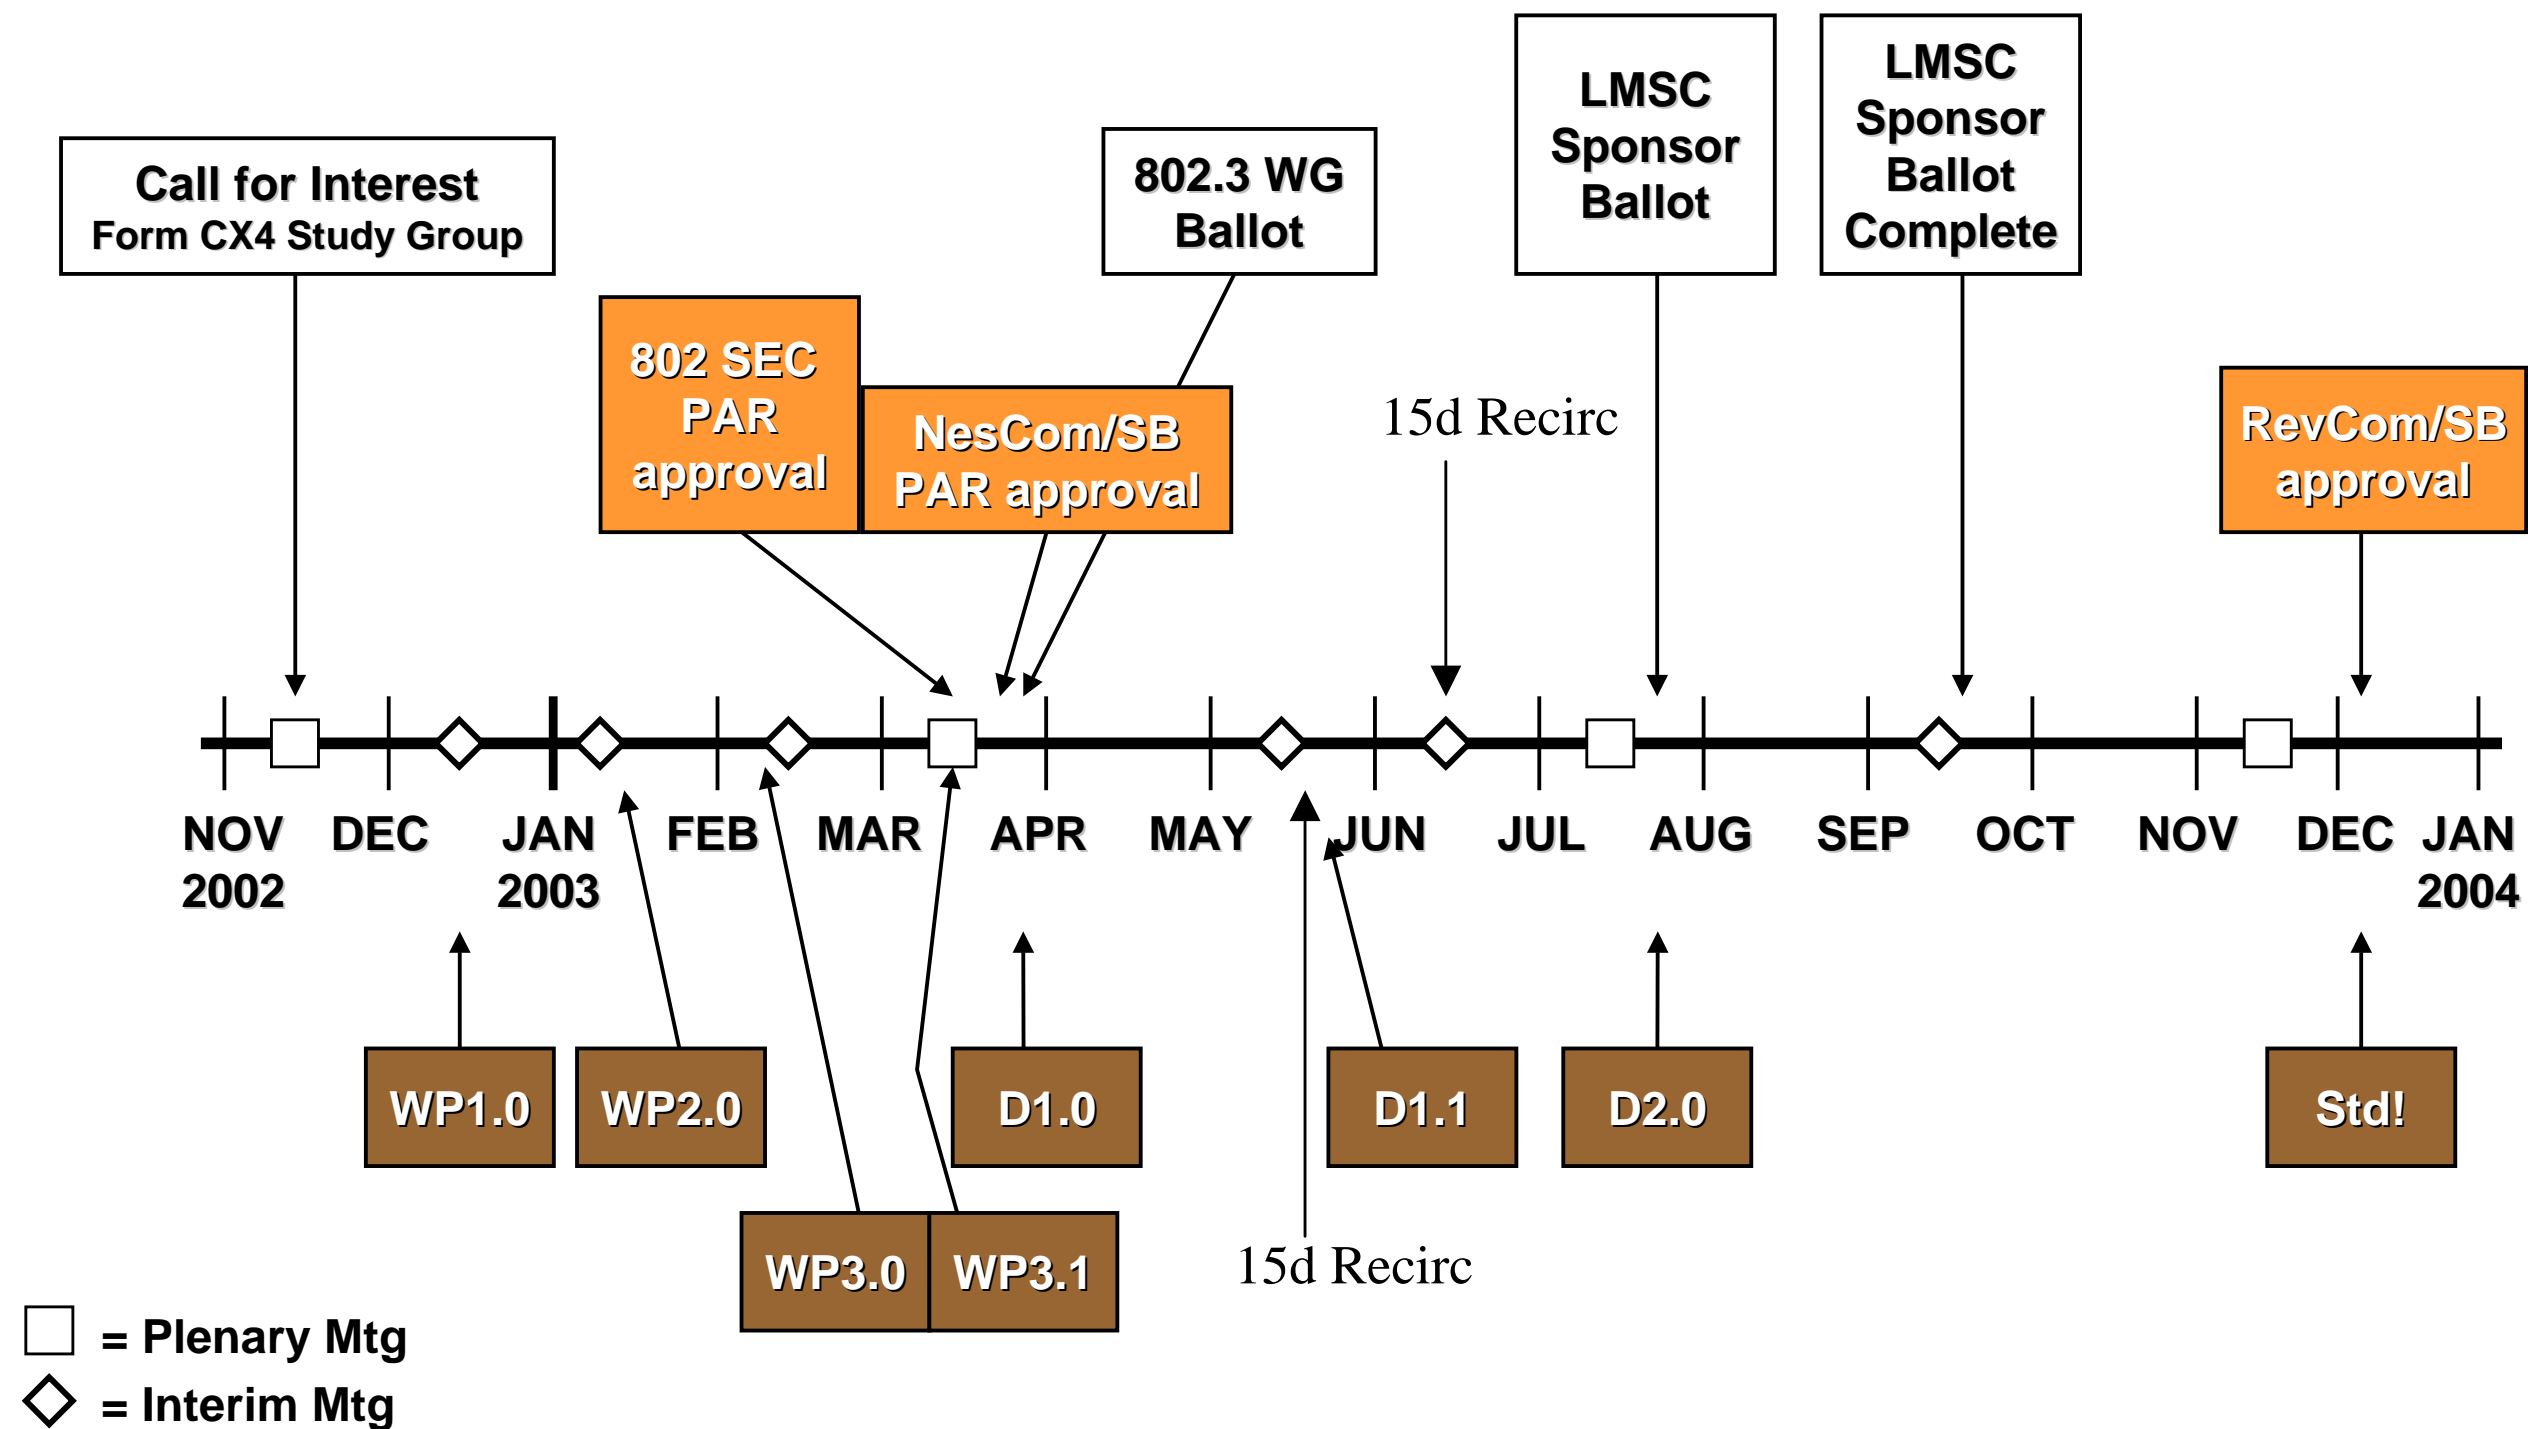 LMSC
Sponsor
Ballot
LMSC
Sponsor
Ballot
Complete
802.3 WG
Ballot
Call for Interest
Form CX4 Study Group
802 SEC
PAR
approval
NesCom/SB
PAR approval
15d Recirc
RevCom/SB
approval
NOV
2002
DEC
JAN
2003
FEB
MAR
APR
MAY
JUN
JUL
AUG
SEP
OCT
NOV
DEC
JAN
2004
WP1.0
WP2.0
D1.0
D1.1
D2.0
Std!
WP3.0
WP3.1
15d Recirc
= Plenary Mtg
= Interim Mtg